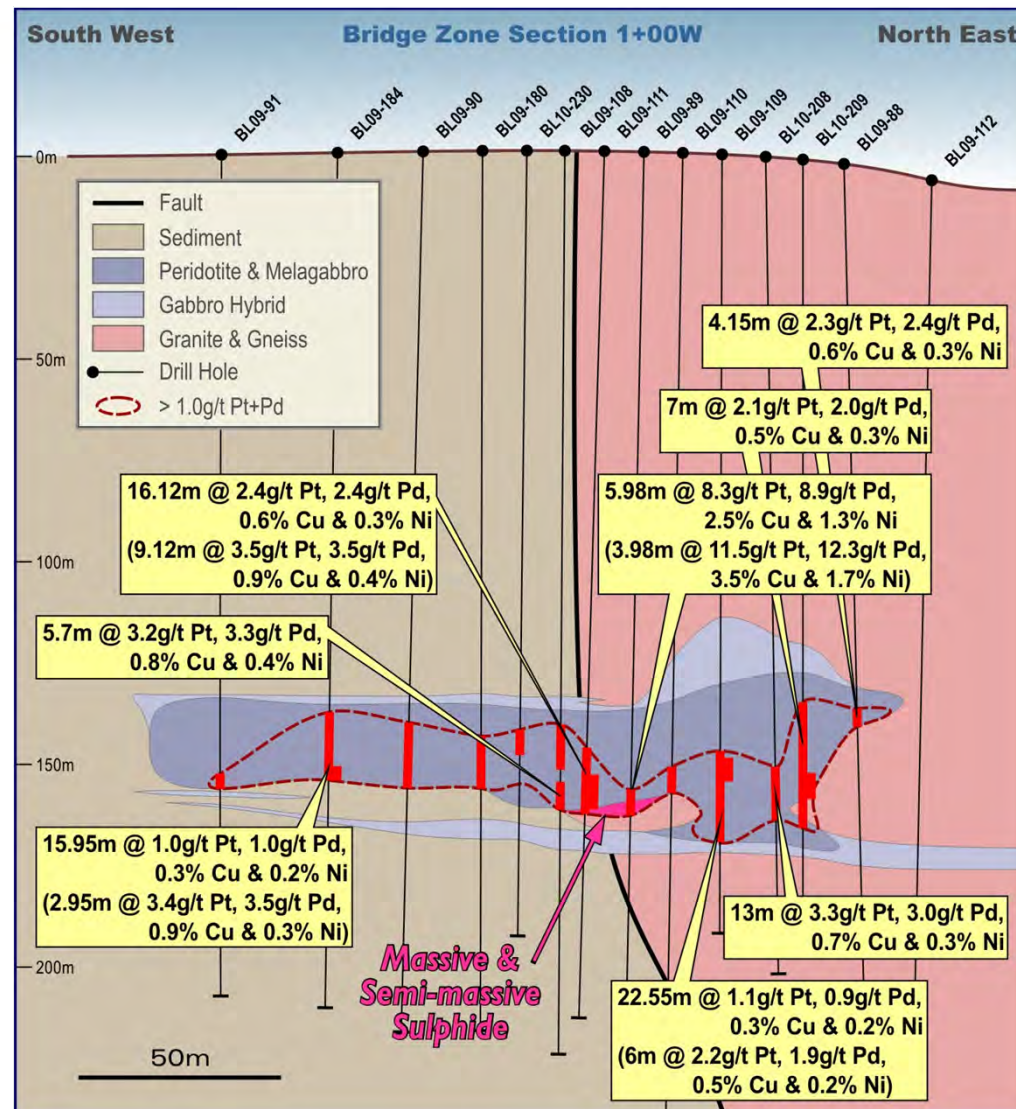 South West
Bridge Zone Section 1+00W
North East
BL09-91
BL09-184
BL09-90
BL09-180
BL10-230
BL09-108
BL09-111
BL09-89
BL09-110
BL09-109
BL10-208
BL10-209
BL09-88
BL09-112
0m
50m
100m
150m
200m
Fault
Sediment
Peridotite & Melagabbro
Gabbro Hybrid
Granite & Gneiss
Drill Hole
> 1.0g/t Pt+Pd
4.15m @ 2.3g/t Pt, 2.4g/t Pd,
0.6% Cu & 0.3% Ni
7m @ 2.1g/t Pt, 2.0g/t Pd,
0.5% Cu & 0.3% Ni
16.12m @ 2.4g/t Pt, 2.4g/t Pd,
0.6% Cu & 0.3% Ni
(9.12m @ 3.5g/t Pt, 3.5g/t Pd,
0.9% Cu & 0.4% Ni)
5.98m @ 8.3g/t Pt, 8.9g/t Pd,
2.5% Cu & 1.3% Ni
(3.98m @ 11.5g/t Pt, 12.3g/t Pd,
3.5% Cu & 1.7% Ni)
5.7m @ 3.2g/t Pt, 3.3g/t Pd,
0.8% Cu & 0.4% Ni
15.95m @ 1.0g/t Pt, 1.0g/t Pd,
0.3% Cu & 0.2% Ni
(2.95m @ 3.4g/t Pt, 3.5g/t Pd,
0.9% Cu & 0.3% Ni)
13m @ 3.3g/t Pt, 3.0g/t Pd,
0.7% Cu & 0.3% Ni
Massive &
Semi-massive
Sulphide
22.55m @ 1.1g/t Pt, 0.9g/t Pd,
0.3% Cu & 0.2% Ni
(6m @ 2.2g/t Pt, 1.9g/t Pd,
0.5% Cu & 0.2% Ni)
50m